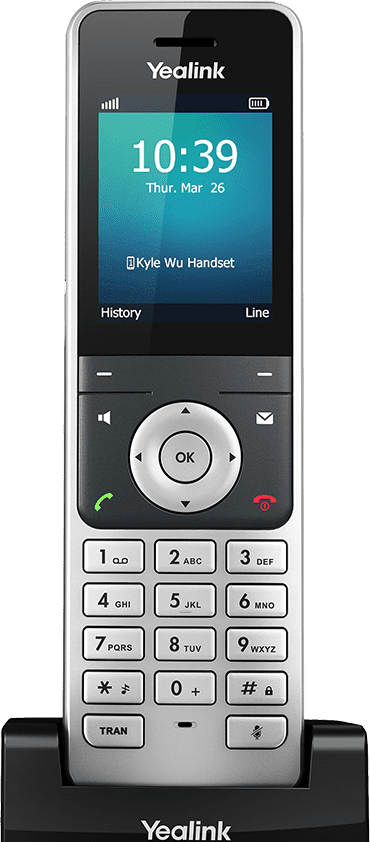 Yealink
10:39
Thur. Mar 26
1 Kyle Wu Handset
History Line
OK
1 2 ABC 3 DEF
4 GHI 5 JKL 6 MNO
7 PQRS 8 TUV 9 WXYZ
* 0 + #
TRAN
Yealink